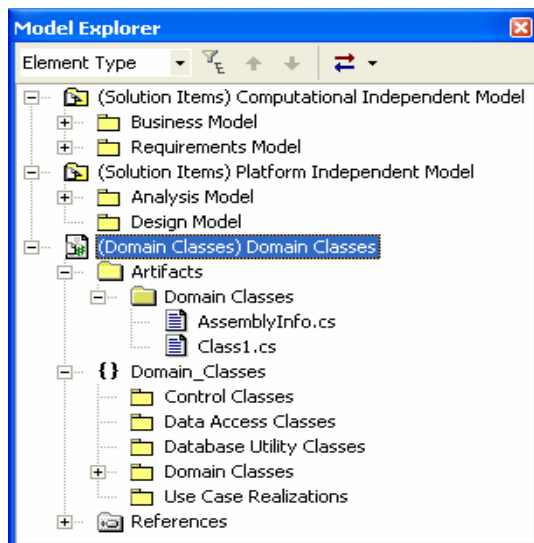 Model Explorer
Element Type
(Solution Items) Computational Independent Model
Business Model
Requirements Model
(Solution Items) Platform Independent Model
Analysis Model
Design Model
(Domain Classes) Domain Classes
Artifacts
Domain Classes
AssemblyInfo.cs
Class1.cs
{} Domain_Classes
Control Classes
Data Access Classes
Database Utility Classes
Domain Classes
Use Case Realizations
References